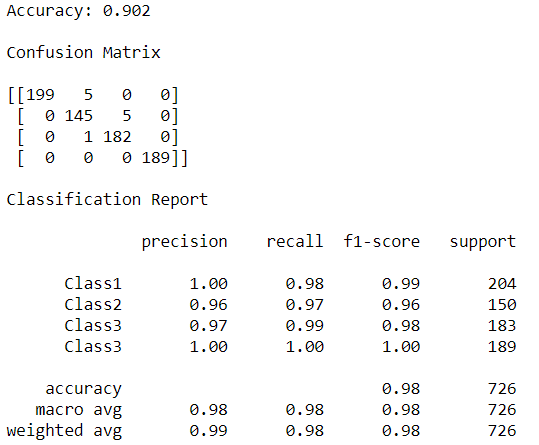 Accuracy: 0.902
Confusion Matrix
[[199 5 0 0]
[ 0 145 5 0]
[ 0 1 182 0]
[ 0 0 0 189]]
Classification Report
precision recall f1-score support
Class1 1.00 0.98 0.99 204
Class2 0.96 0.97 0.96 150
Class3 0.97 0.99 0.98 183
Class3 1.00 1.00 1.00 189
accuracy 0.98 726
macro avg 0.98 0.98 0.98 726
weighted avg 0.99 0.98 0.98 726